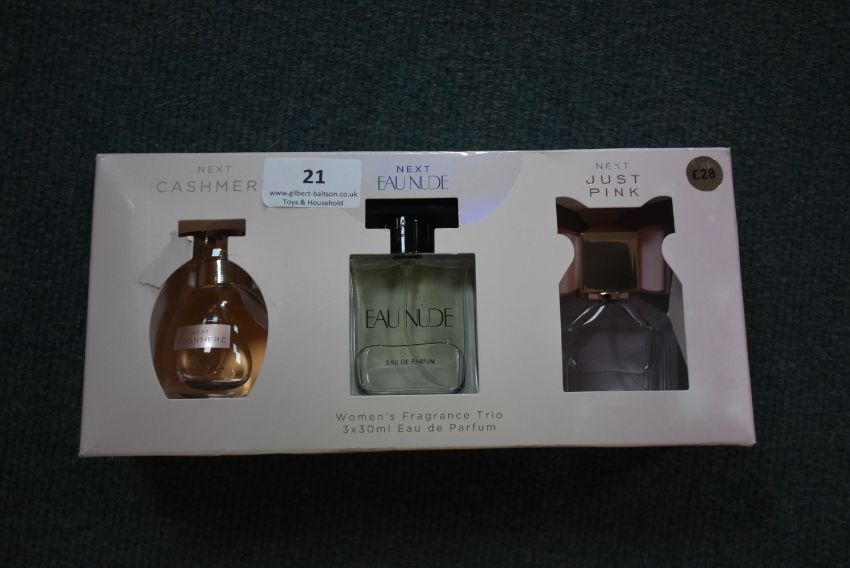 NEXT
CASHMER
21
www.gilbert-baitson.co.uk
Toys & Household
NEXT
EAU NUDE
NEXT
JUST
PINK
£28
NEXT
CASHMERE
EAU NUDE
EAU DE PARFUM
Women's Fragrance Trio
3x30ml Eau de Parfum